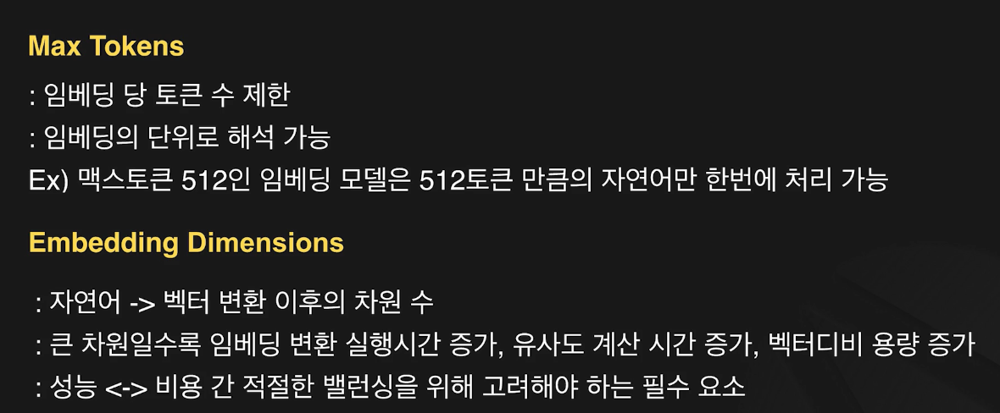 Max Tokens
: 임베딩 당 토큰 수 제한
: 임베딩의 단위로 해석 가능
Ex) 맥스토큰 512인 임베딩 모델은 512토큰 만큼의 자연어만 한번에 처리 가능
Embedding Dimensions
: 자연어 -> 벡터 변환 이후의 차원 수
: 큰 차원일수록 임베딩 변환 실행시간 증가, 유사도 계산 시간 증가, 벡터디비 용량 증가
: 성능 <-> 비용 간 적절한 밸런싱을 위해 고려해야 하는 필수 요소